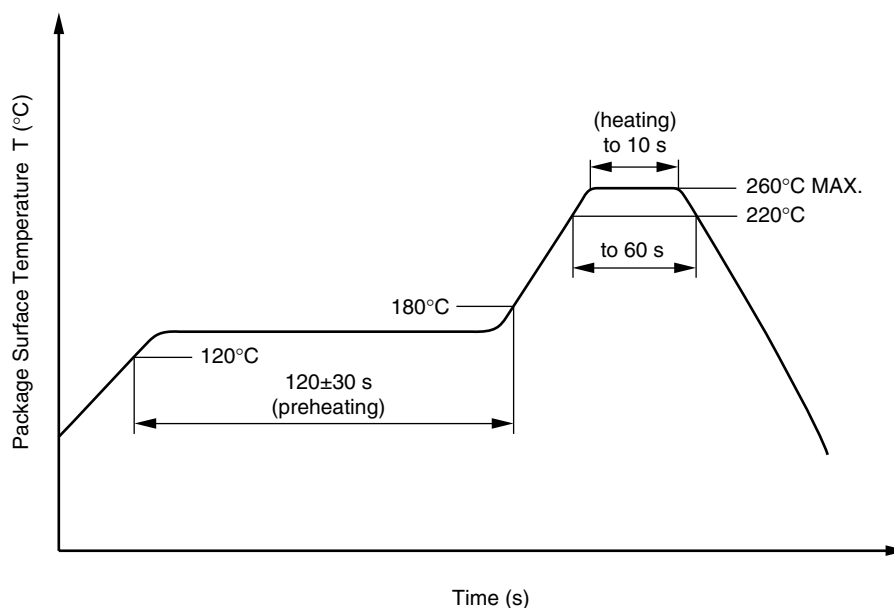 Package Surface Temperature T (°C)
(heating)
to 10 s
260°C MAX.
220°C
to 60 s
180°C
120°C
120±30 s
(preheating)
Time (s)